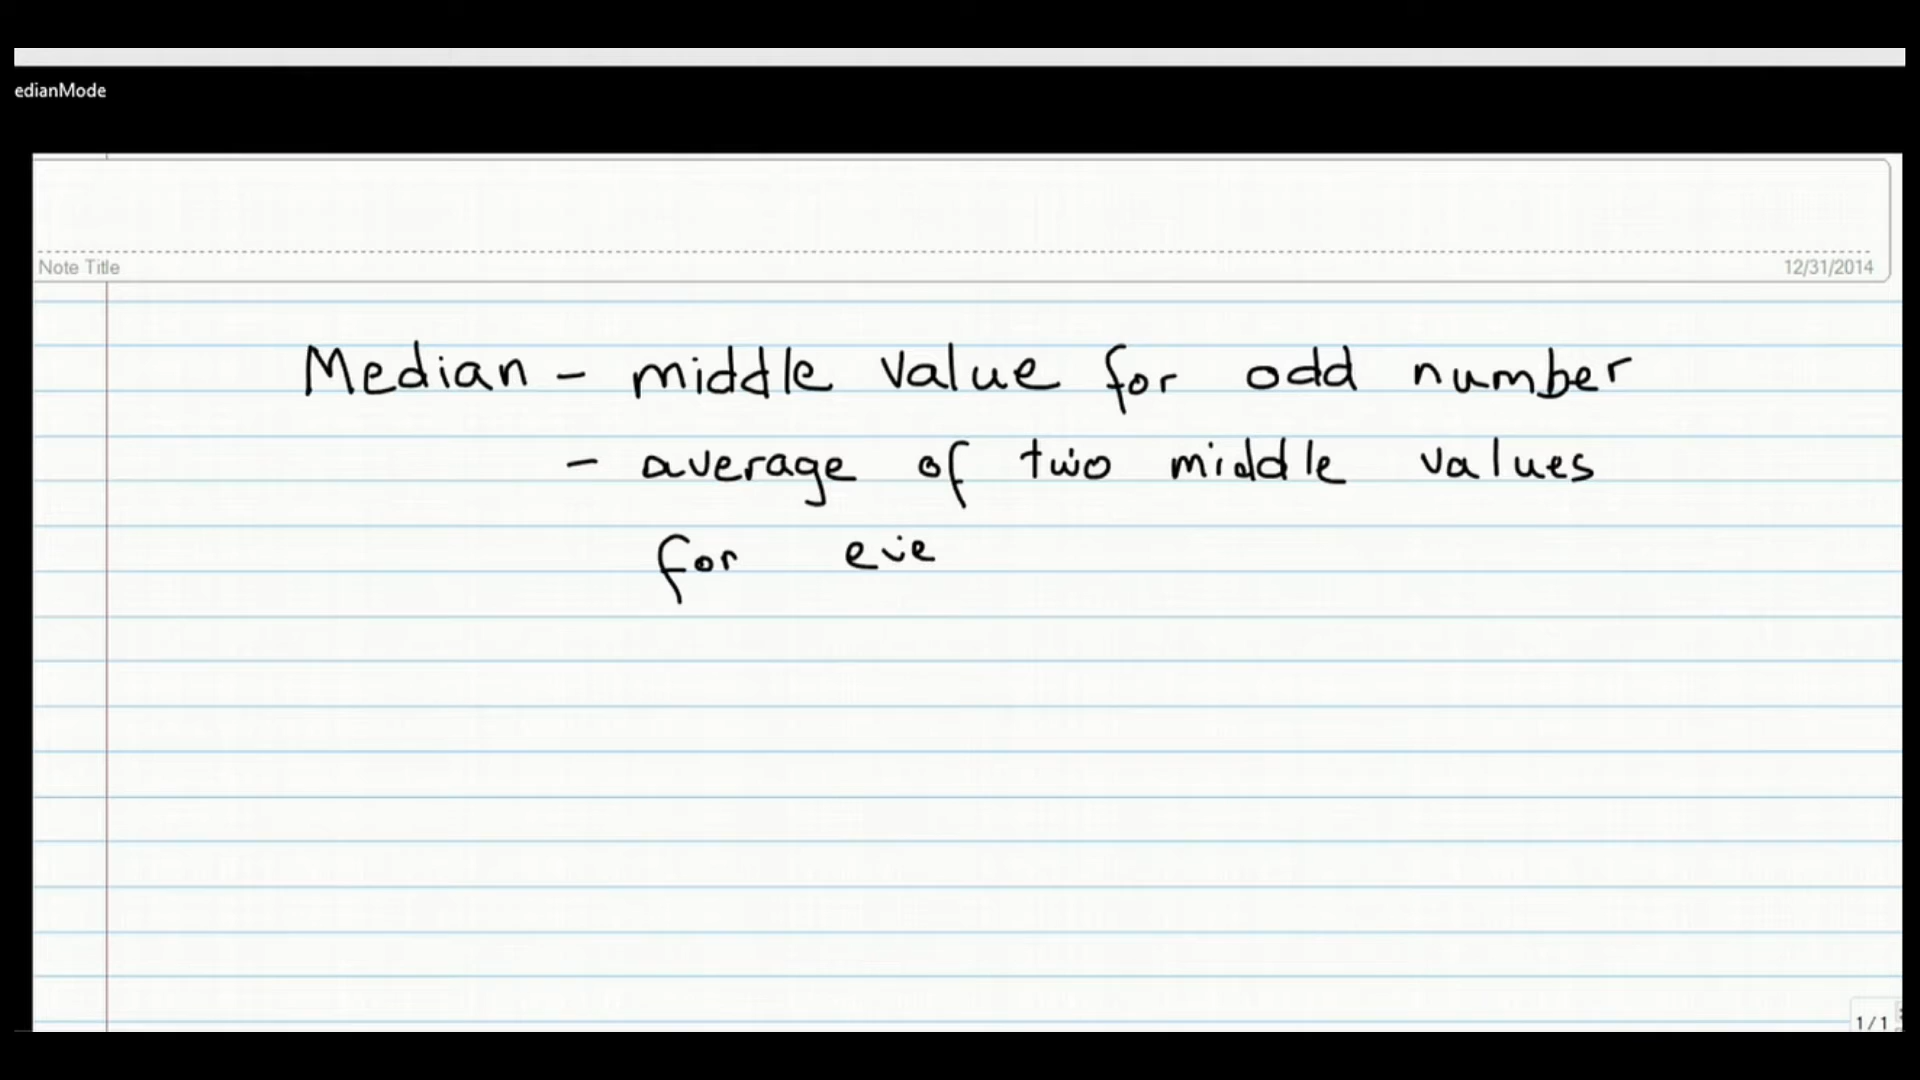 edianMode
Note Title
12/31/2014
Median - middle value for odd number
- average of two middle values
for eve
1/1